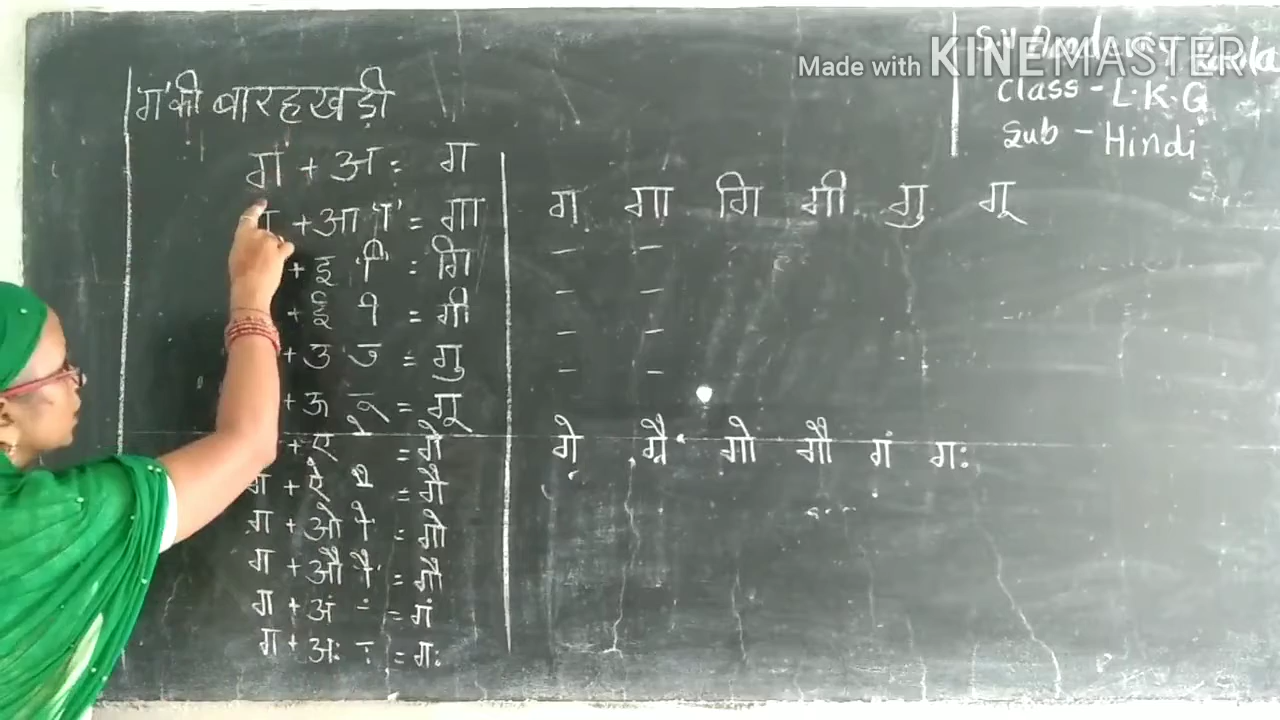 Made with KINEMASTER
Class - L.K.G
Sub - Hindi
'ग' की बारहखड़ी
ग + अ = ग
ग + आ 'ा' = गा
+ इ 'ि' = गि
+ ई ी = गी
+ उ ु = गु
+ ऊ ू = गू
+ ए े = गे
ग + ऐ ै = गै
ग + ओ ो = गो
ग + औ ौ = गौ
ग + अं ं = गं
ग + अः ः = गः
ग गा गि गी गु गू
– –
– –
– –
– –
गे गै गो गौ गं गः